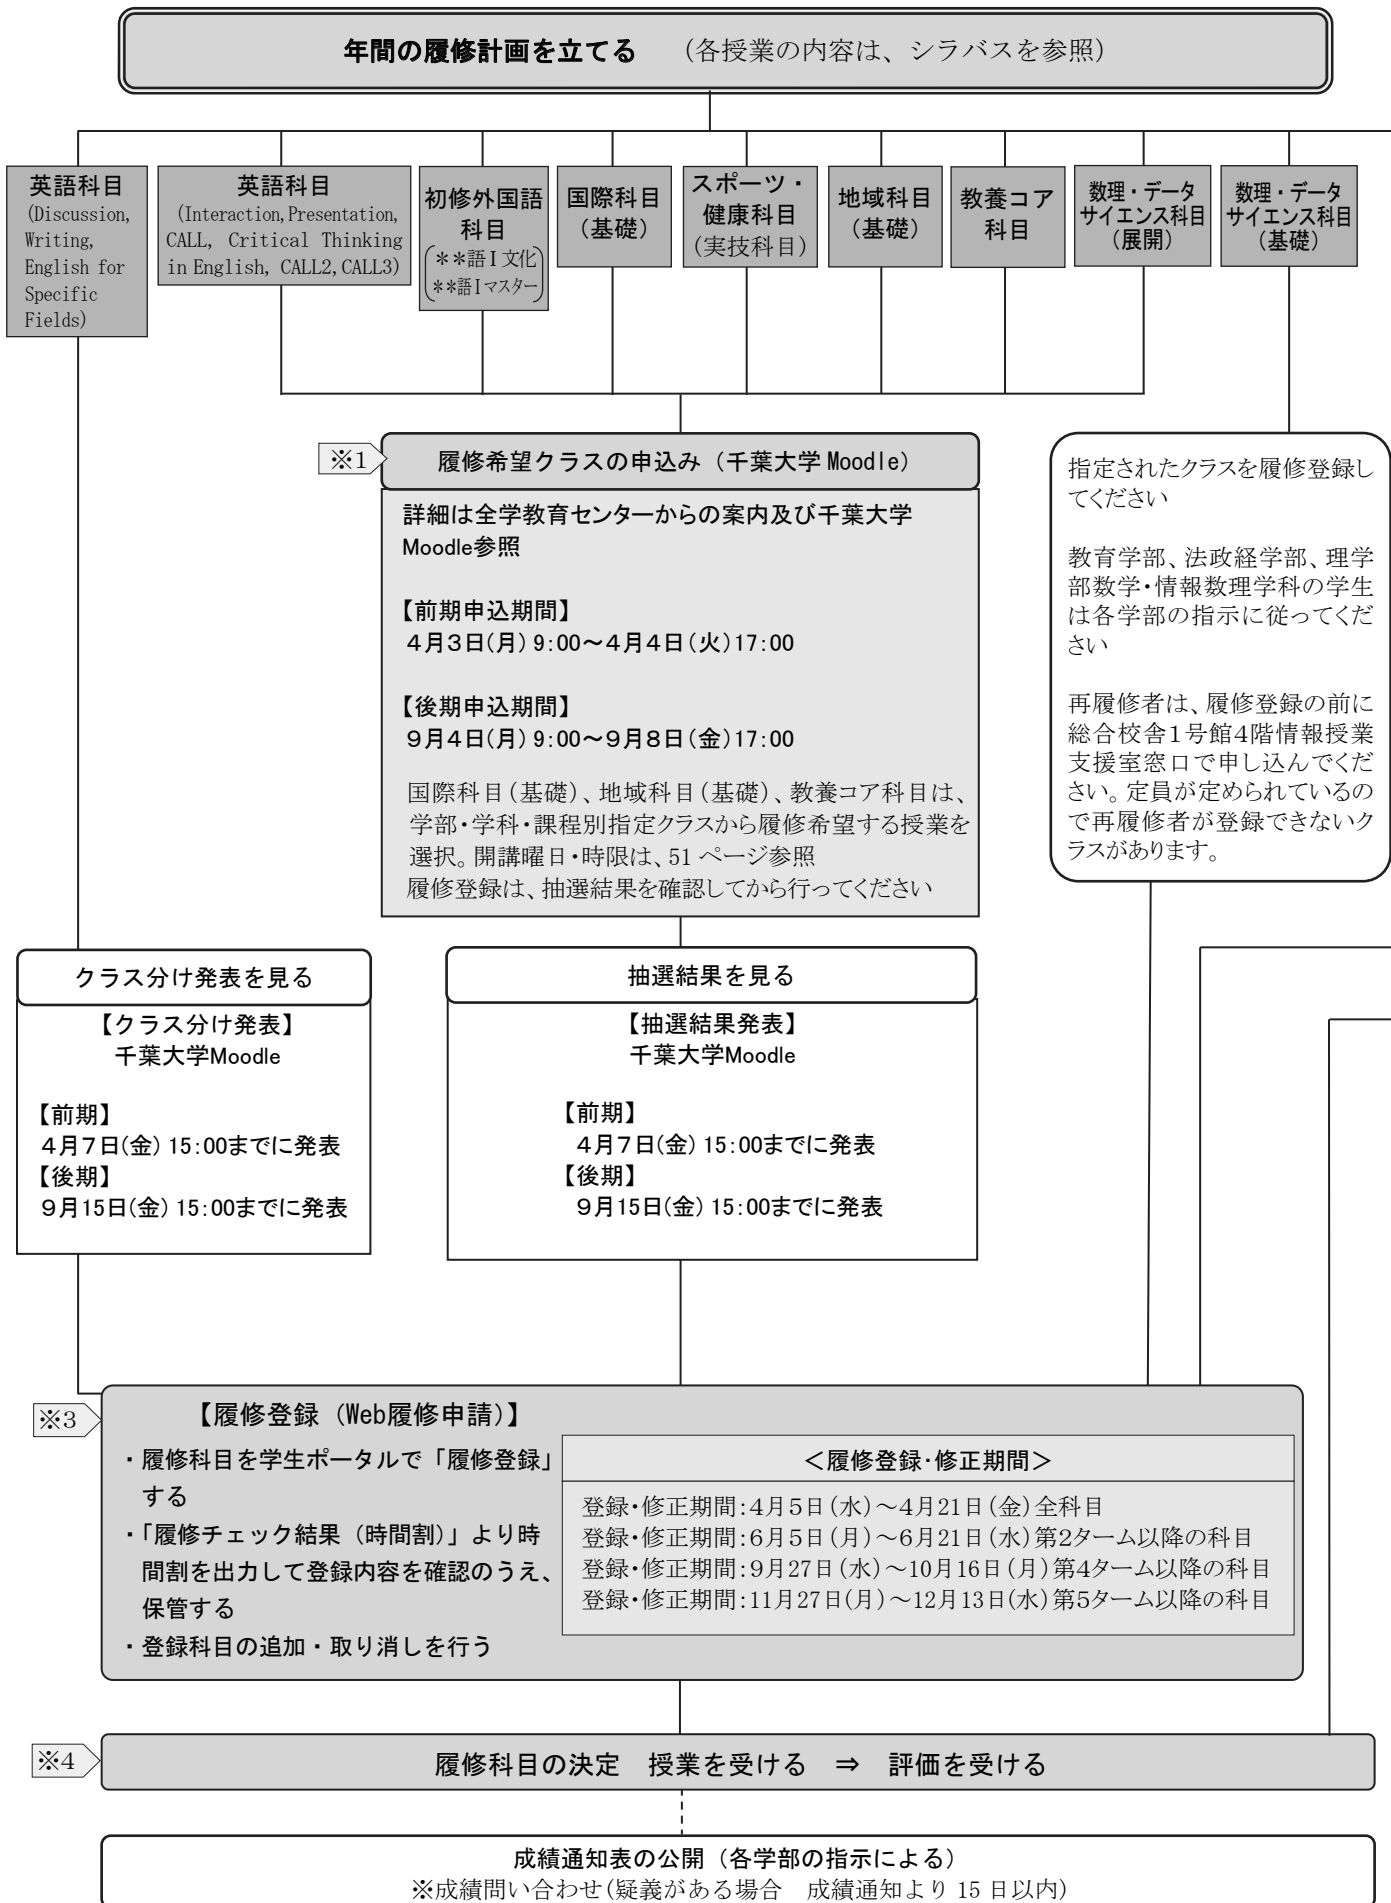 年間の履修計画を立てる　（各授業の内容は、シラバスを参照）
英語科目
(Discussion,
Writing,
English for
Specific
Fields)
英語科目
(Interaction,Presentation,
CALL, Critical Thinking
in English, CALL2,CALL3)
初修外国語
科目
**語Ⅰ文化
**語Ⅰマスター
国際科目
（基礎）
スポーツ・
健康科目
（実技科目）
地域科目
（基礎）
教養コア
科目
数理・データ
サイエンス科目
（展開）
数理・データ
サイエンス科目
（基礎）
※1
履修希望クラスの申込み（千葉大学 Moodle）
詳細は全学教育センターからの案内及び千葉大学
Moodle参照
【前期申込期間】
４月３日(月) 9:00～４月４日(火)17:00
【後期申込期間】
９月４日(月) 9:00～９月８日(金)17:00
国際科目（基礎）、地域科目（基礎）、教養コア科目は、
学部・学科・課程別指定クラスから履修希望する授業を
選択。開講曜日・時限は、51 ページ参照
履修登録は、抽選結果を確認してから行ってください
指定されたクラスを履修登録し
てください
教育学部、法政経学部、理学
部数学・情報数理学科の学生
は各学部の指示に従ってくだ
さい
再履修者は、履修登録の前に
総合校舎１号館４階情報授業
支援室窓口で申し込んでくだ
さい。定員が定められているの
で再履修者が登録できないク
ラスがあります。
クラス分け発表を見る
【クラス分け発表】
千葉大学Moodle
【前期】
４月７日(金) 15:00までに発表
【後期】
９月15日(金) 15:00までに発表
抽選結果を見る
【抽選結果発表】
千葉大学Moodle
【前期】
４月７日(金) 15:00までに発表
【後期】
９月15日(金) 15:00までに発表
※3
【履修登録（Web履修申請）】
・履修科目を学生ポータルで「履修登録」
する
・「履修チェック結果（時間割）」より時
間割を出力して登録内容を確認のうえ、
保管する
・登録科目の追加・取り消しを行う
＜履修登録・修正期間＞
登録・修正期間：４月５日(水)～４月21日(金)全科目
登録・修正期間：６月５日(月)～６月21日(水)第２ターム以降の科目
登録・修正期間：９月27日(水)～10月16日(月)第４ターム以降の科目
登録・修正期間：11月27日(月)～12月13日(水)第５ターム以降の科目
※4
履修科目の決定　授業を受ける　⇒　評価を受ける
成績通知表の公開（各学部の指示による）
※成績問い合わせ(疑義がある場合　成績通知より 15 日以内)